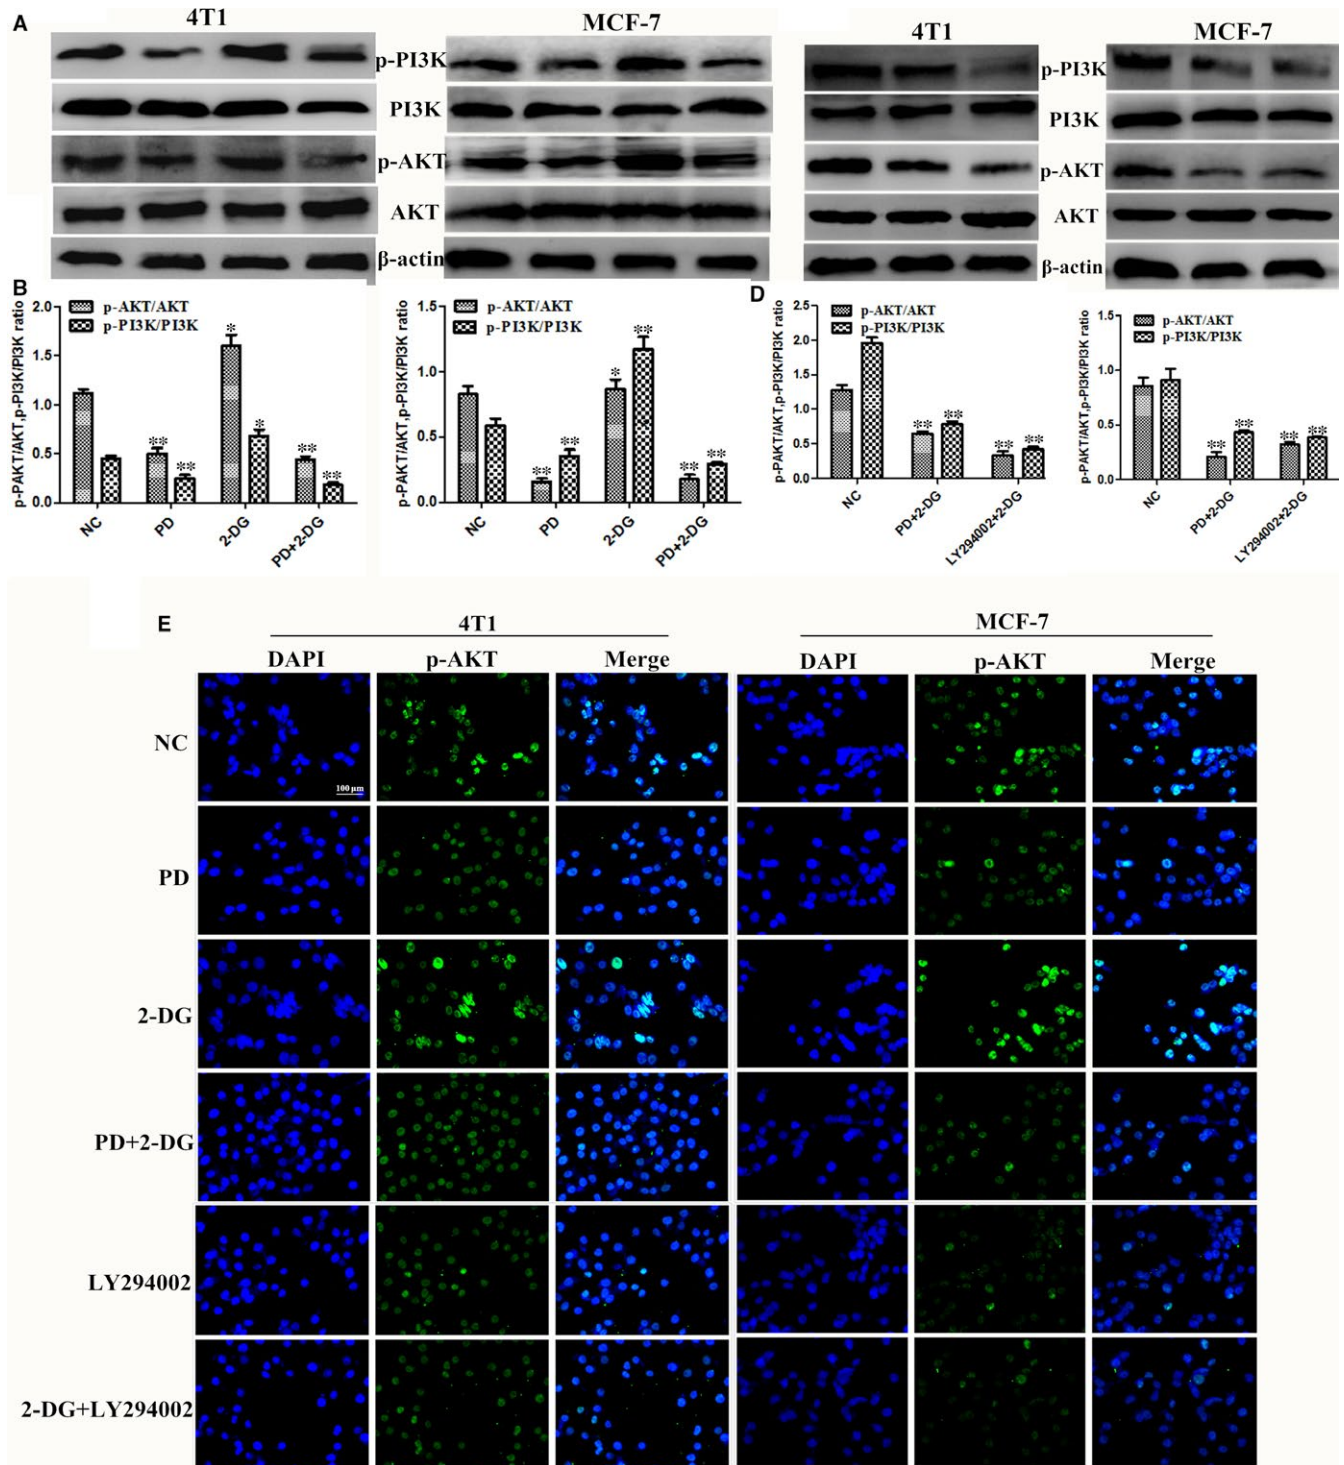 A
4T1
MCF-7
4T1
MCF-7
p-PI3K
PI3K
p-AKT
AKT
β-actin
p-PI3K
PI3K
p-AKT
AKT
β-actin
B
p-PAKT/AKT,p-PI3K/PI3K ratio
2.0
1.5
1.0
0.5
0.0
p-AKT/AKT
p-PI3K/PI3K
** ** * * ** **
NC
PD
2-DG
PD+2-DG
p-PAKT/AKT,p-PI3K/PI3K ratio
1.5
1.0
0.5
0.0
p-AKT/AKT
p-PI3K/PI3K
** ** * ** ** **
NC
PD
2-DG
PD+2-DG
D
p-PAKT/AKT,p-PI3K/PI3K ratio
2.5
2.0
1.5
1.0
0.5
0.0
p-AKT/AKT
p-PI3K/PI3K
** ** ** **
NC
PD+2-DG
LY294002+2-DG
p-PAKT/AKT,p-PI3K/PI3K ratio
1.5
1.0
0.5
0.0
p-AKT/AKT
p-PI3K/PI3K
** ** ** **
NC
PD+2-DG
LY294002+2-DG
E
4T1
MCF-7
DAPI
p-AKT
Merge
DAPI
p-AKT
Merge
NC
100 μm
PD
2-DG
PD+2-DG
LY294002
2-DG+LY294002